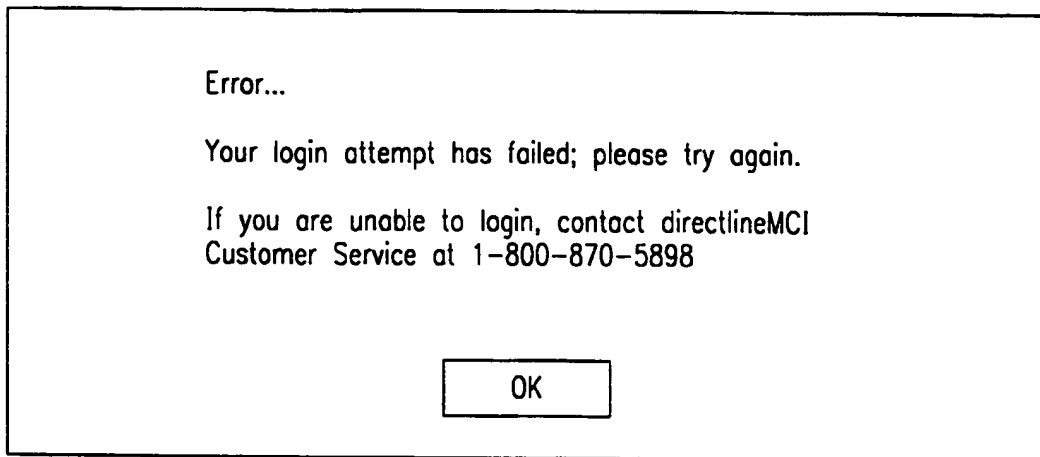 Error...
Your login attempt has failed; please try again.
If you are unable to login, contact directlineMCI
Customer Service at 1-800-870-5898
OK